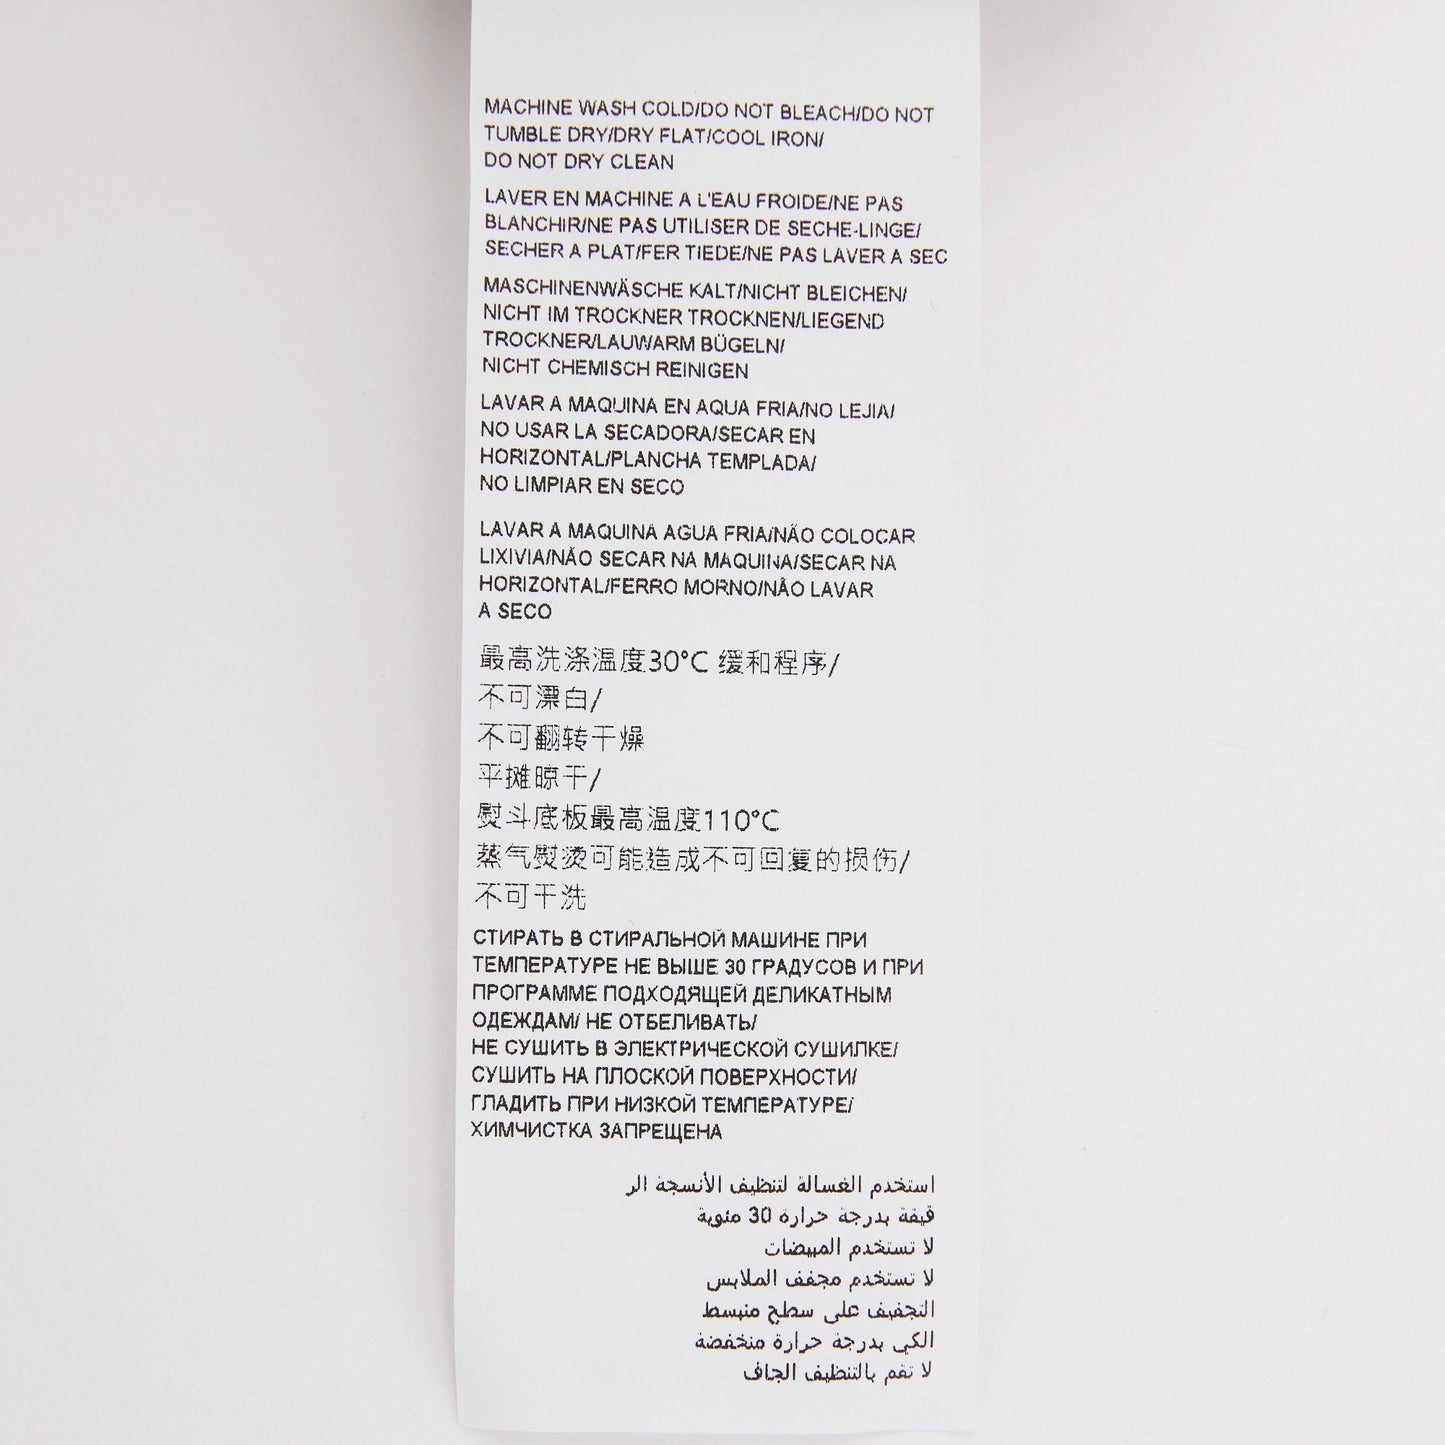 MACHINE WASH COLD/DO NOT BLEACH/DO NOT
TUMBLE DRY/DRY FLAT/COOL IRON/
DO NOT DRY CLEAN
LAVER EN MACHINE A L'EAU FROIDE/NE PAS
BLANCHIR/NE PAS UTILISER DE SECHE-LINGE/
SECHER A PLAT/FER TIEDE/NE PAS LAVER A SEC
MASCHINENWÄSCHE KALT/NICHT BLEICHEN/
NICHT IM TROCKNER TROCKNEN/LIEGEND
TROCKNER/LAUWARM BÜGELN/
NICHT CHEMISCH REINIGEN
LAVAR A MAQUINA EN AQUA FRIA/NO LEJIA/
NO USAR LA SECADORA/SECAR EN
HORIZONTAL/PLANCHA TEMPLADA/
NO LIMPIAR EN SECO
LAVAR A MAQUINA AGUA FRIA/NÃO COLOCAR
LIXIVIA/NÃO SECAR NA MAQUINA/SECAR NA
HORIZONTAL/FERRO MORNO/NÃO LAVAR
A SECO
最高洗涤温度30°C 缓和程序/
不可漂白/
不可翻转干燥
平摊晾干/
熨斗底板最高温度110°C
蒸气熨烫可能造成不可回复的损伤/
不可干洗
СТИРАТЬ В СТИРАЛЬНОЙ МАШИНЕ ПРИ
ТЕМПЕРАТУРЕ НЕ ВЫШЕ 30 ГРАДУСОВ И ПРИ
ПРОГРАММЕ ПОДХОДЯЩЕЙ ДЕЛИКАТНЫМ
ОДЕЖДАМ/ НЕ ОТБЕЛИВАТЬ/
НЕ СУШИТЬ В ЭЛЕКТРИЧЕСКОЙ СУШИЛКЕ/
СУШИТЬ НА ПЛОСКОЙ ПОВЕРХНОСТИ/
ГЛАДИТЬ ПРИ НИЗКОЙ ТЕМПЕРАТУРЕ/
ХИМЧИСТКА ЗАПРЕЩЕНА
استخدم الغسالة لتنظيف الأنسجة الر
قيقة بدرجة حرارة 30 مئوية
لا تستخدم المبيضات
لا تستخدم مجفف الملابس
التجفيف على سطح منبسط
الكي بدرجة حرارة منخفضة
لا تقم بالتنظيف الجاف